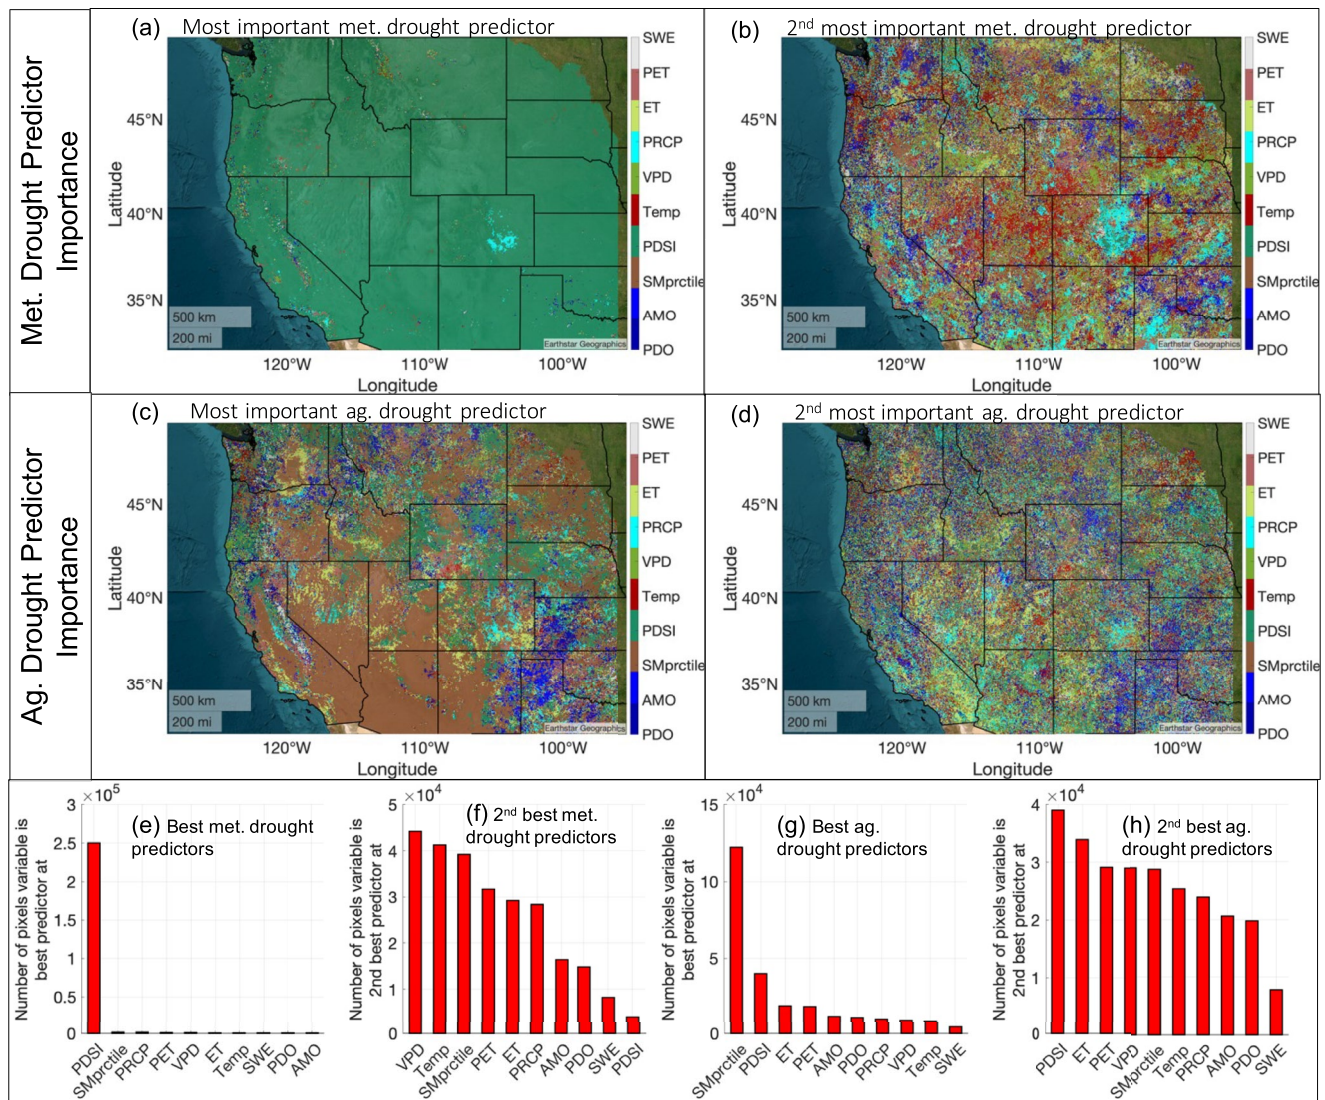 Met. Drought Predictor
Importance
(a) Most important met. drought predictor
Latitude
45°N
40°N
35°N
500 km
200 mi
Earthstar Geographics
120°W 110°W 100°W
Longitude
SWE
PET
ET
PRCP
VPD
Temp
PDSI
SMprctile
AMO
PDO
(b) 2nd most important met. drought predictor
Latitude
45°N
40°N
35°N
500 km
200 mi
Earthstar Geographics
120°W 110°W 100°W
Longitude
SWE
PET
ET
PRCP
VPD
Temp
PDSI
SMprctile
AMO
PDO
Ag. Drought Predictor
Importance
(c) Most important ag. drought predictor
Latitude
45°N
40°N
35°N
500 km
200 mi
Earthstar Geographics
120°W 110°W 100°W
Longitude
SWE
PET
ET
PRCP
VPD
Temp
PDSI
SMprctile
AMO
PDO
(d) 2nd most important ag. drought predictor
Latitude
45°N
40°N
35°N
500 km
200 mi
Earthstar Geographics
120°W 110°W 100°W
Longitude
SWE
PET
ET
PRCP
VPD
Temp
PDSI
SMprctile
AMO
PDO
(e) Best met. drought
predictors
Number of pixels variable is
best predictor at
×10^5
3
2.5
2
1.5
1
0.5
0
PDSI SMprctile PRCP PET VPD ET Temp SWE PDO AMO
(f) 2nd best met.
drought predictors
Number of pixels variable is
2nd best predictor at
×10^4
5
4
3
2
1
0
VPD Temp SMprctile PET ET PRCP AMO PDO SWE PDSI
(g) Best ag.
drought predictors
Number of pixels variable is
best predictor at
×10^4
15
10
5
0
SMprctile PDSI ET PET AMO PDO PRCP VPD Temp SWE
(h) 2nd best ag.
drought predictors
Number of pixels variable is
2nd best predictor at
×10^4
4
3
2
1
0
PDSI ET PET VPD SMprctile Temp PRCP AMO PDO SWE